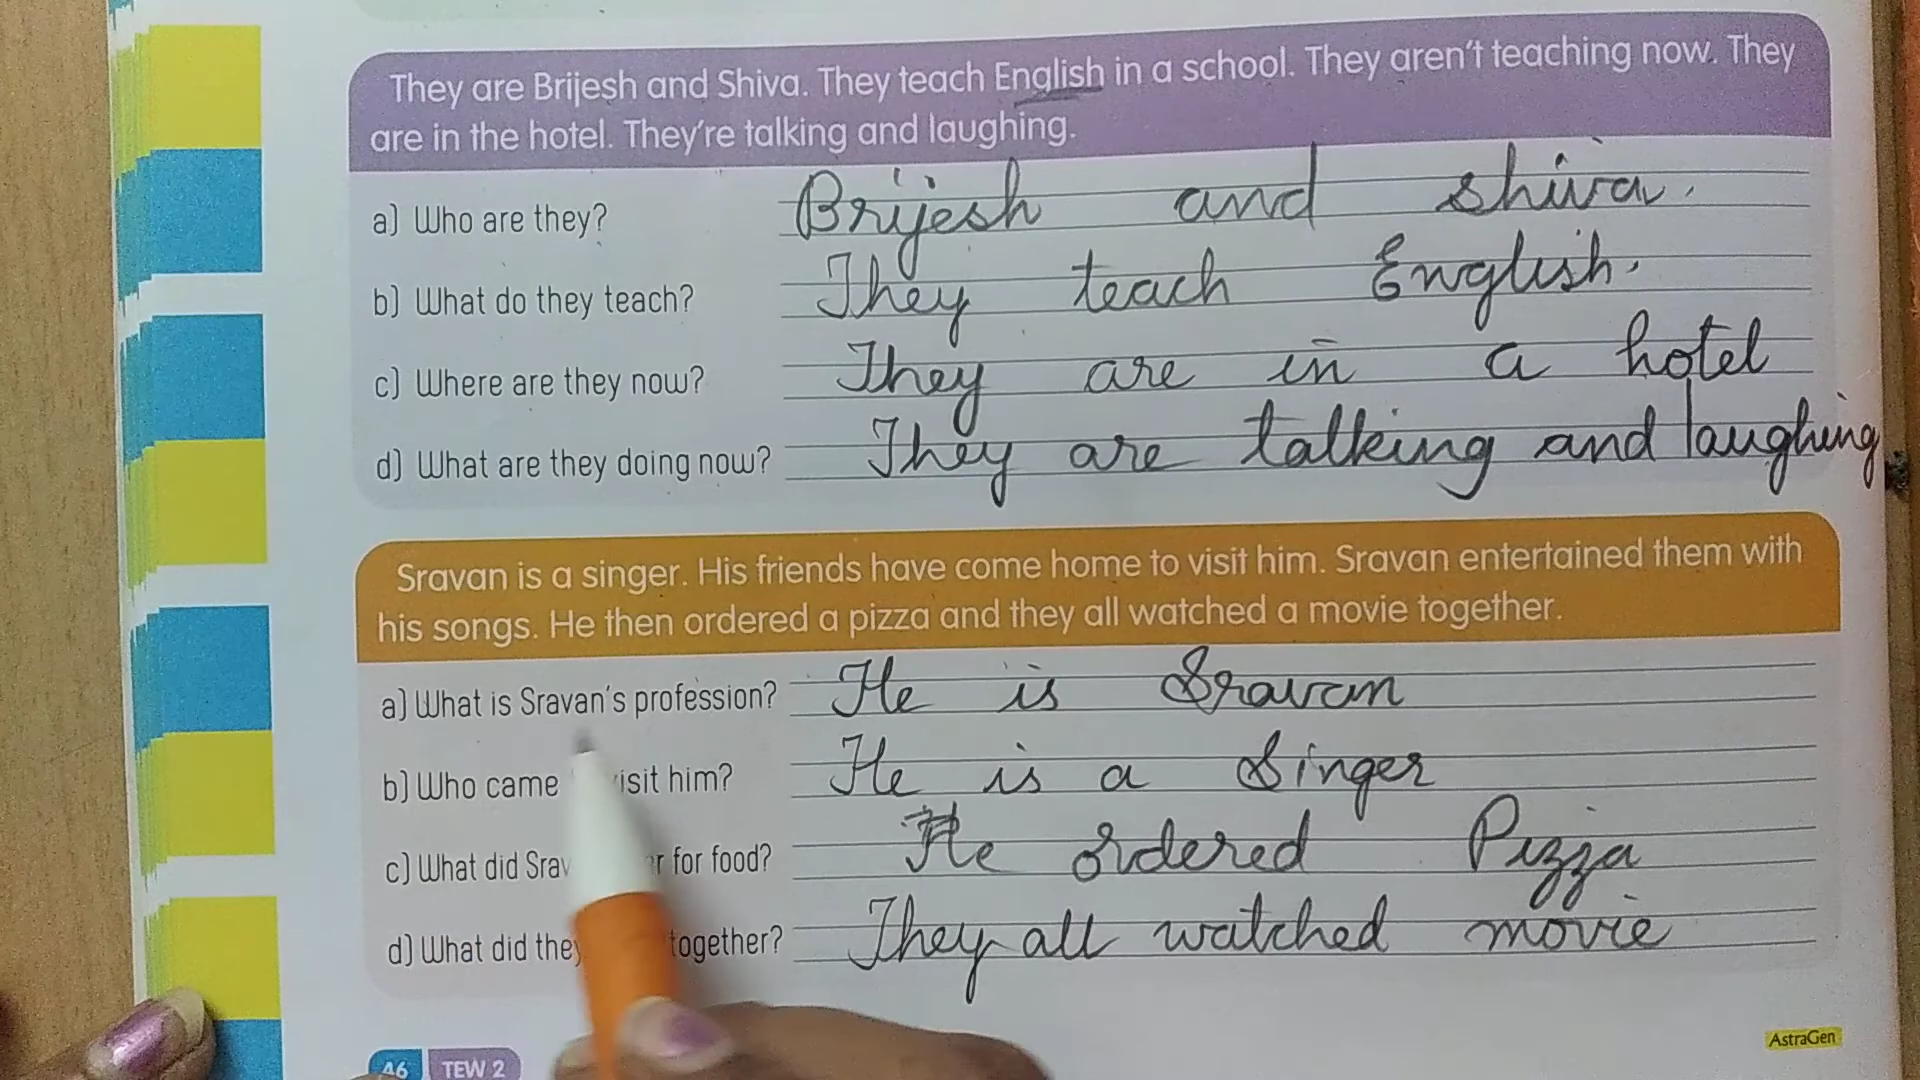 They are Brijesh and Shiva. They teach English in a school. They aren't teaching now. They
are in the hotel. They're talking and laughing.
a) Who are they? Brijesh and shiva.
b) What do they teach? They teach English.
c) Where are they now? They are in a hotel
d) What are they doing now? They are talking and laughing
Sravan is a singer. His friends have come home to visit him. Sravan entertained them with
his songs. He then ordered a pizza and they all watched a movie together.
a) What is Sravan's profession? He is Sravan
b) Who came visit him? He is a Singer
c) What did for food? He ordered Pizza
d) What did they together? They all watched movie
46 TEW 2
AstraGen